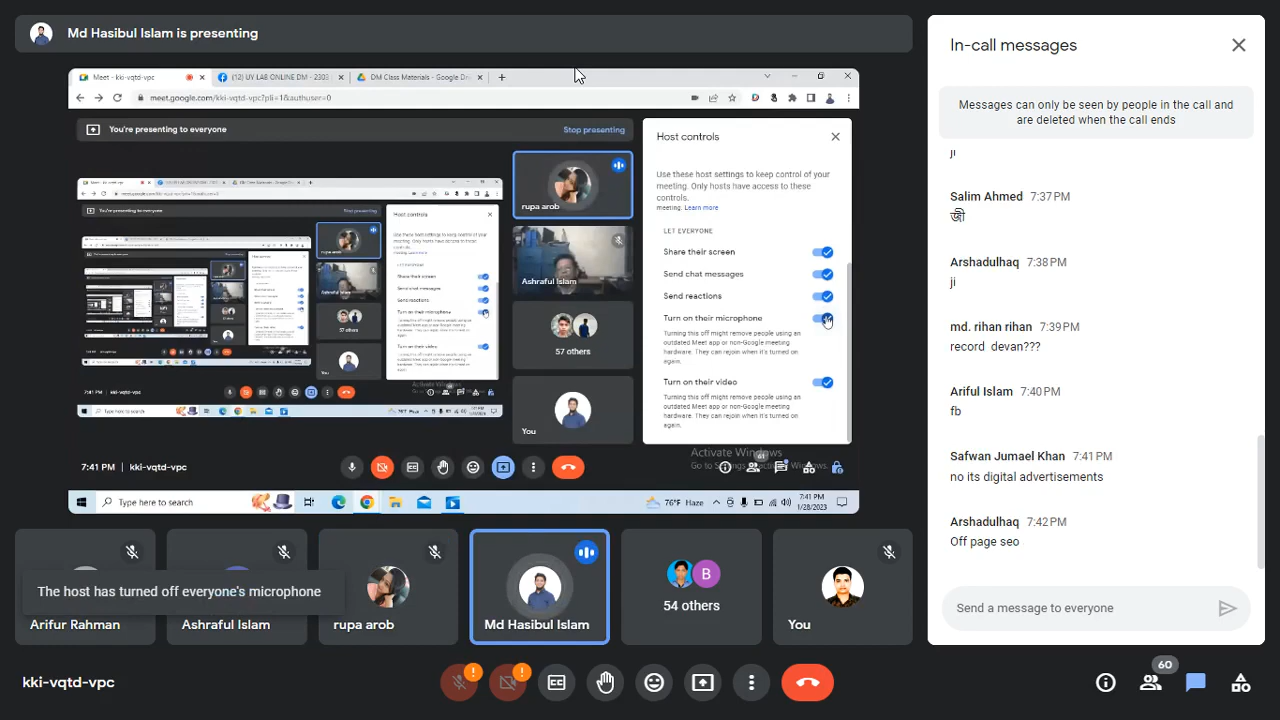 Md Hasibul Islam is presenting
Meet - kki-vqtd-vpc
(12) UY LAB ONLINE DM - 2303
DM Class Materials - Google Dri
meet.google.com/kki-vqtd-vpc?pli=1&authuser=0
You're presenting to everyone
Stop presenting
rupa arob
Ashraful Islam
57 others
You
Host controls
Use these host settings to keep control of your
meeting. Only hosts have access to these
controls.
meeting. Learn more
LET EVERYONE
Share their screen
Send chat messages
Send reactions
Turn on their microphone
Turning this off might remove people using an
outdated Meet app or non-Google meeting
hardware. They can rejoin when it's turned on
again.
Turn on their video
Turning this off might remove people using an
outdated Meet app or non-Google meeting
hardware. They can rejoin when it's turned on
again.
Activate Windows
7:41 PM | kki-vqtd-vpc
61
Type here to search
76°F Haze
7:41 PM
1/28/2023
The host has turned off everyone's microphone
Arifur Rahman
Ashraful Islam
rupa arob
Md Hasibul Islam
B
54 others
You
kki-vqtd-vpc
60
In-call messages
Messages can only be seen by people in the call and
are deleted when the call ends
ji
Salim Ahmed 7:37 PM
জী
Arshadulhaq 7:38 PM
ji
md. rihan rihan 7:39 PM
record devan???
Ariful Islam 7:40 PM
fb
Safwan Jumael Khan 7:41 PM
no its digital advertisements
Arshadulhaq 7:42 PM
Off page seo
Send a message to everyone